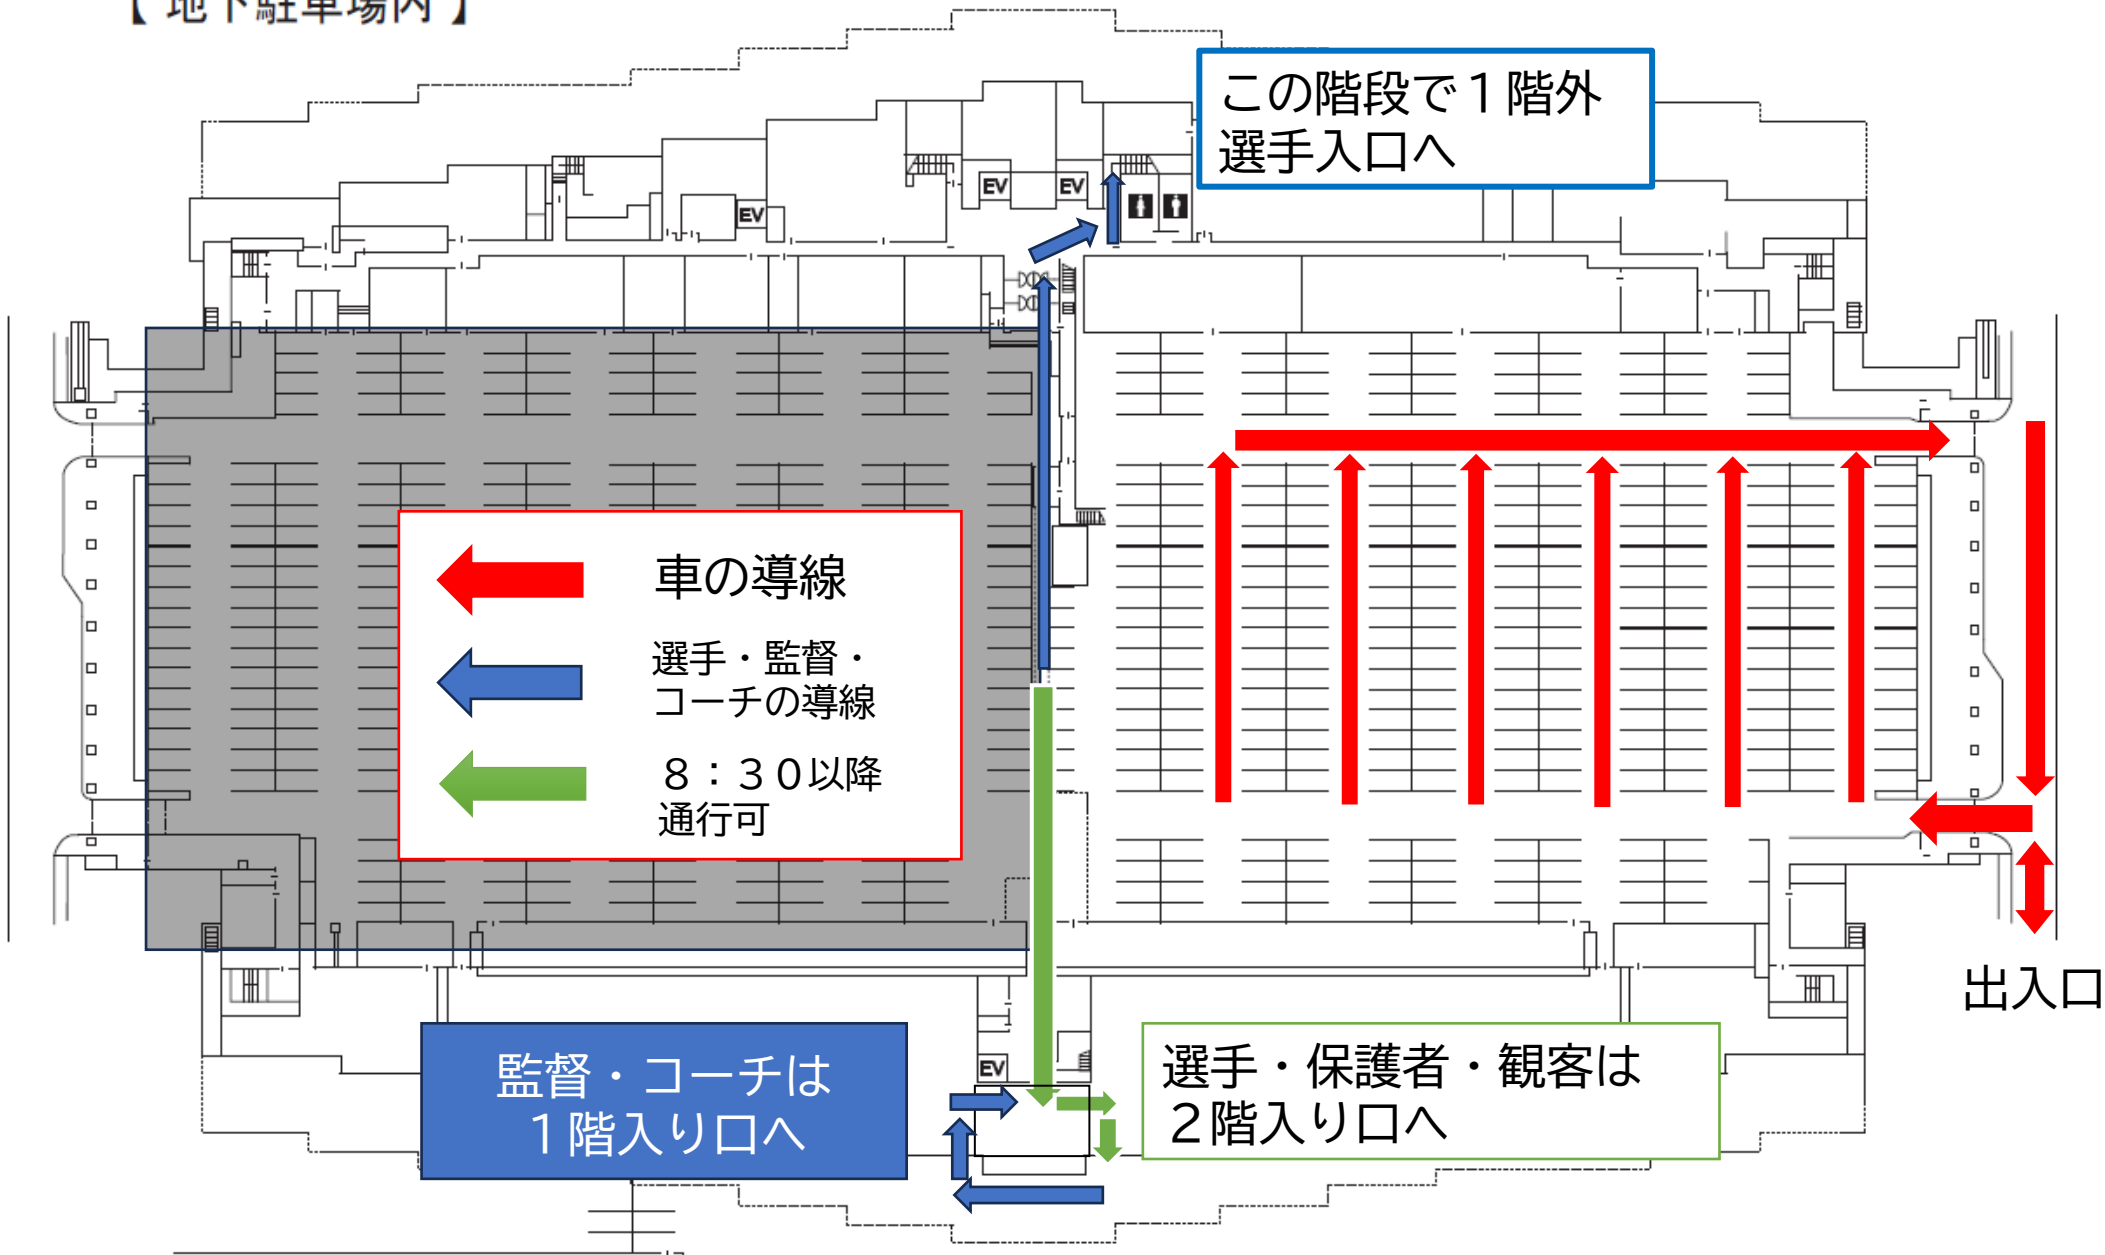 【 地下駐車場内 】
この階段で１階外
選手入口へ
EV
EV
EV
車の導線
選手・監督・
コーチの導線
８：３０以降
通行可
出入口
EV
監督・コーチは
１階入り口へ
選手・保護者・観客は
２階入り口へ